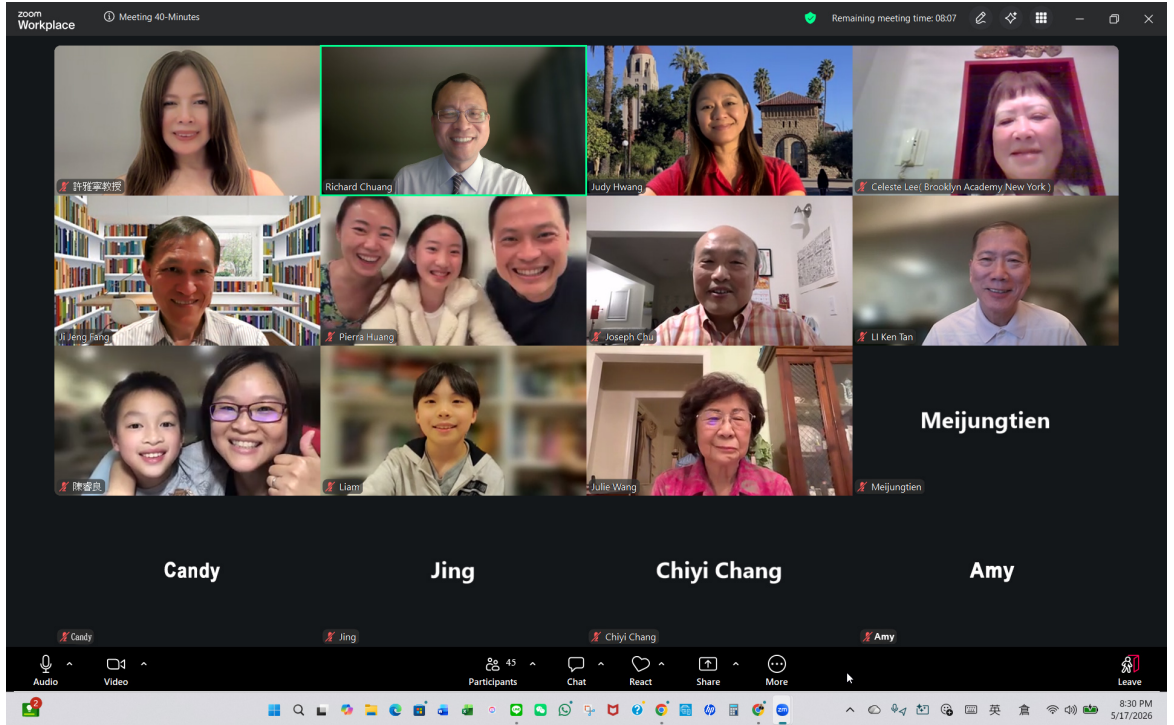 zoom
Workplace
Meeting 40-Minutes
Remaining meeting time: 08:07
許雅寧教授
Richard Chuang
Judy Hwang
Celeste Lee( Brooklyn Academy New York )
Ji Jeng Fang
Pierra Huang
Joseph Chu
LI Ken Tan
陳睿良
Liam
Julie Wang
Meijungtien
Meijungtien
Candy
Jing
Chiyi Chang
Amy
Candy
Jing
Chiyi Chang
Amy
Audio
Video
45
Participants
Chat
React
Share
More
Leave
2
zm
英
倉
8:30 PM
5/17/2026